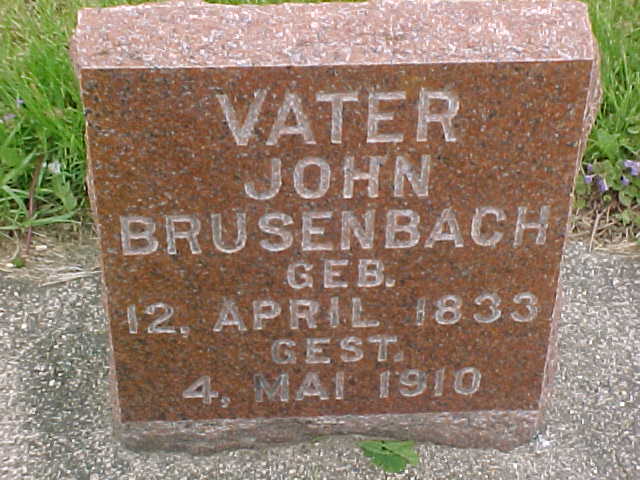 VATER
JOHN
BRUSENBACH
GEB.
12, APRIL 1833
GEST.
4, MAI 1910